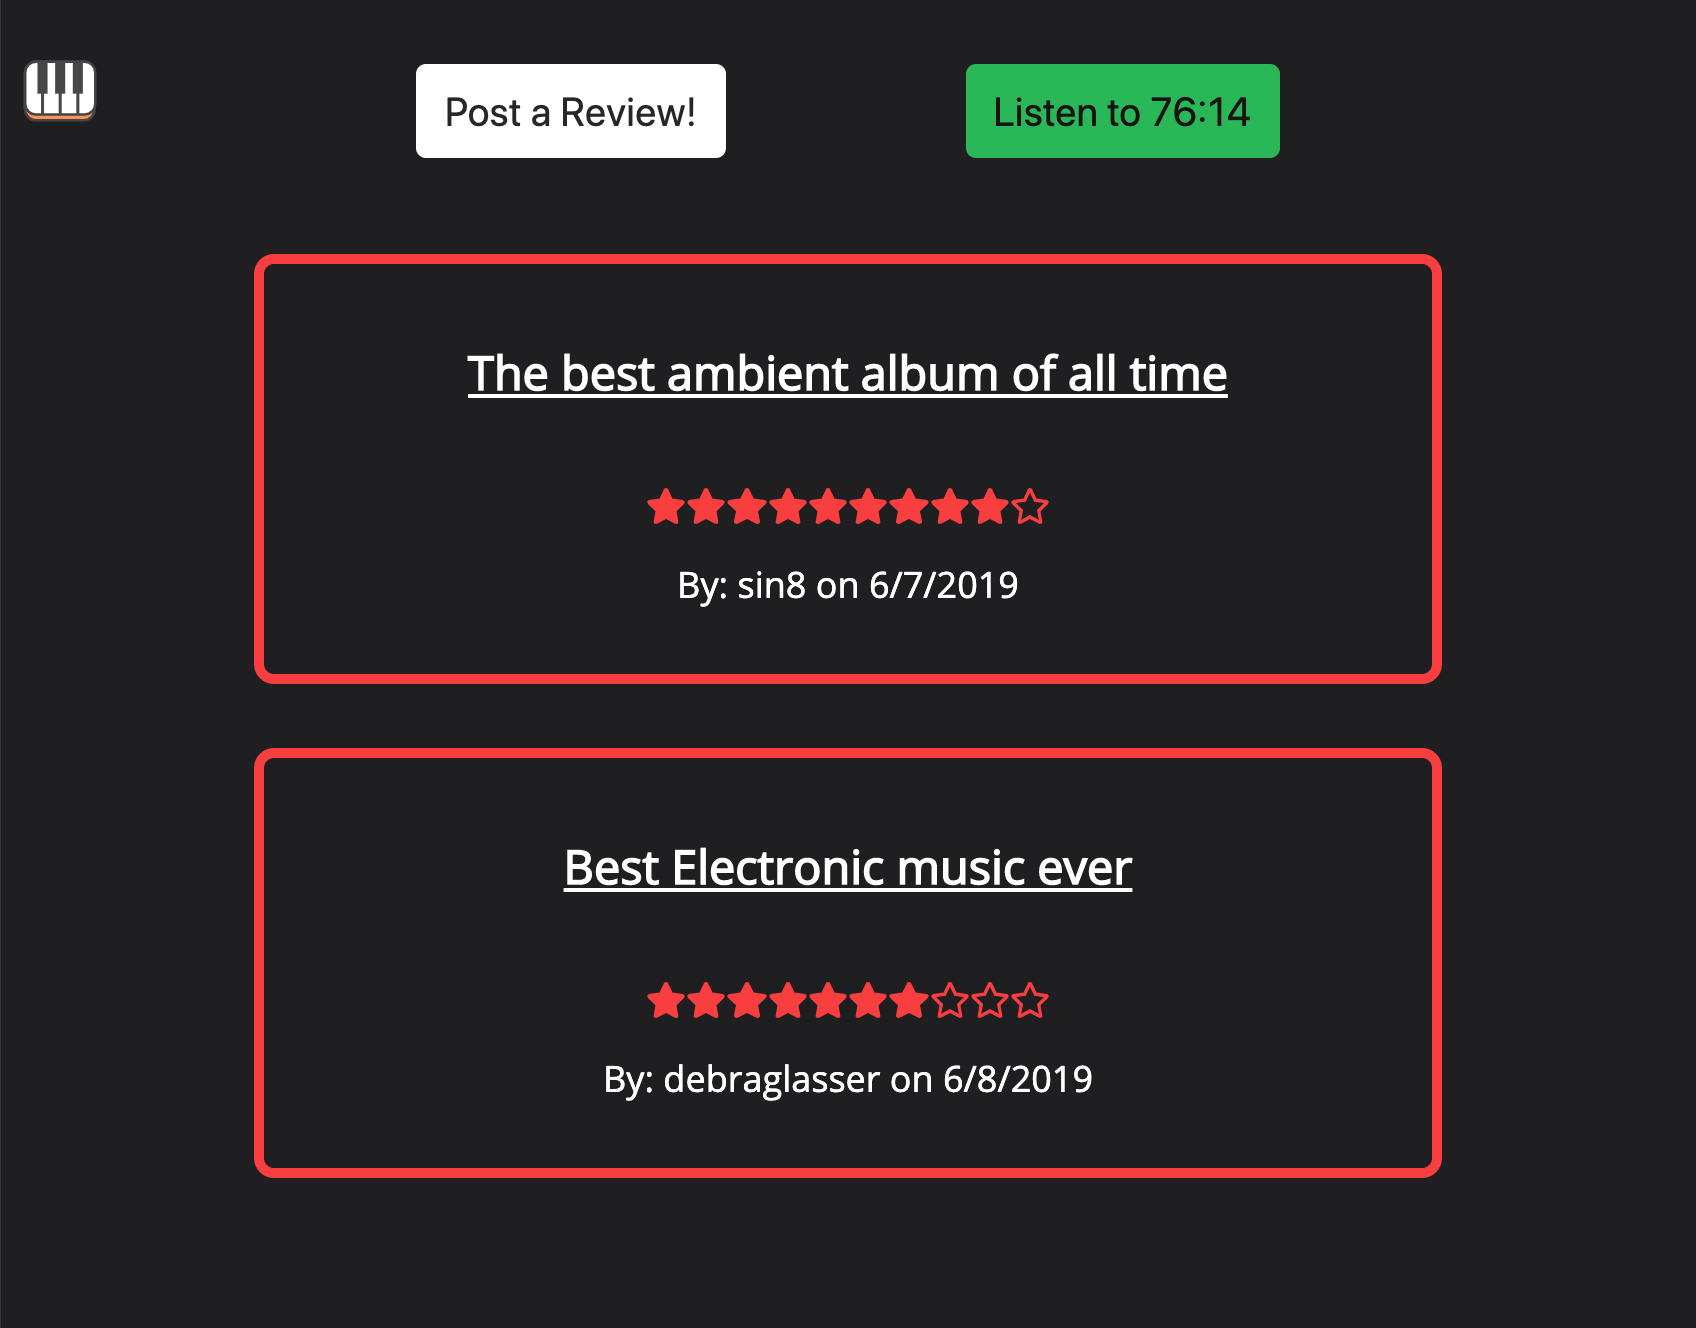 Post a Review!
Listen to 76:14
The best ambient album of all time
By: sin8 on 6/7/2019
Best Electronic music ever
By: debraglasser on 6/8/2019